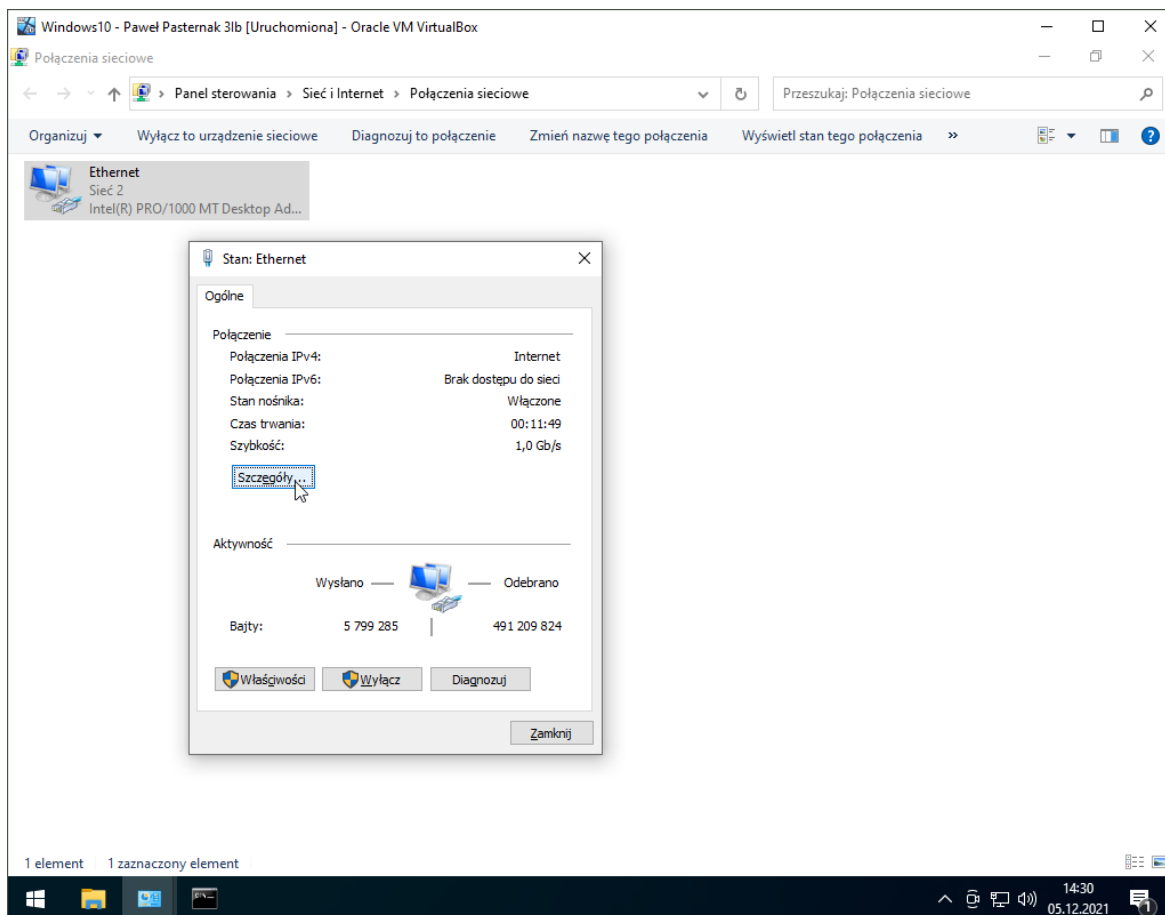 Windows10 - Paweł Pasternak 3lb [Uruchomiona] - Oracle VM VirtualBox
Połączenia sieciowe
Panel sterowania > Sieć i Internet > Połączenia sieciowe
Przeszukaj: Połączenia sieciowe
Organizuj Wyłącz to urządzenie sieciowe Diagnozuj to połączenie Zmień nazwę tego połączenia Wyświetl stan tego połączenia »
Ethernet
Sieć 2
Intel(R) PRO/1000 MT Desktop Ad...
Stan: Ethernet
Ogólne
Połączenie
Połączenia IPv4: Internet
Połączenia IPv6: Brak dostępu do sieci
Stan nośnika: Włączone
Czas trwania: 00:11:49
Szybkość: 1,0 Gb/s
Szczegóły...
Aktywność
Wysłano Odebrano
Bajty: 5 799 285 491 209 824
Właściwości Wyłącz Diagnozuj
Zamknij
1 element 1 zaznaczony element
14:30
05.12.2021
1